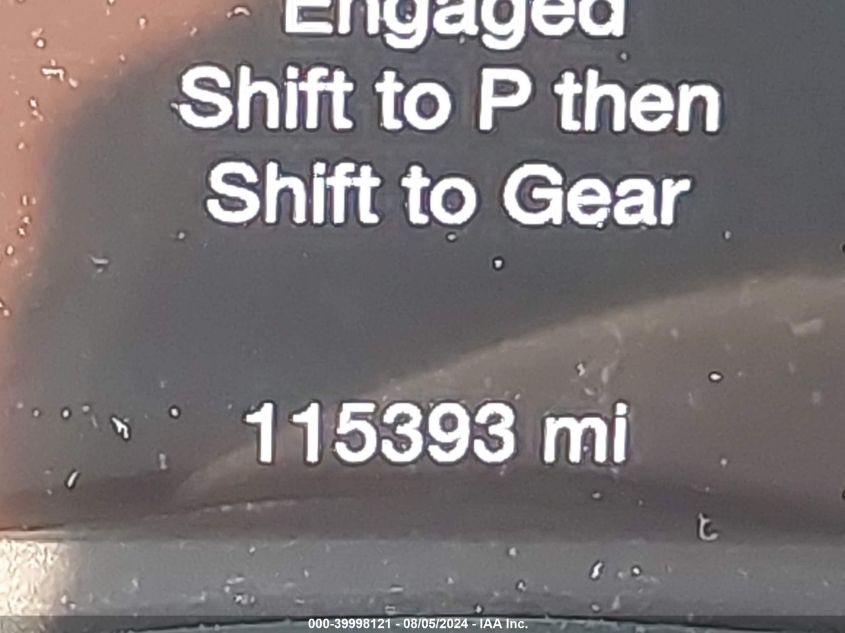 Engaged
Shift to P then
Shift to Gear
115393 mi
000-39998121 - 08/05/2024 - IAA Inc.